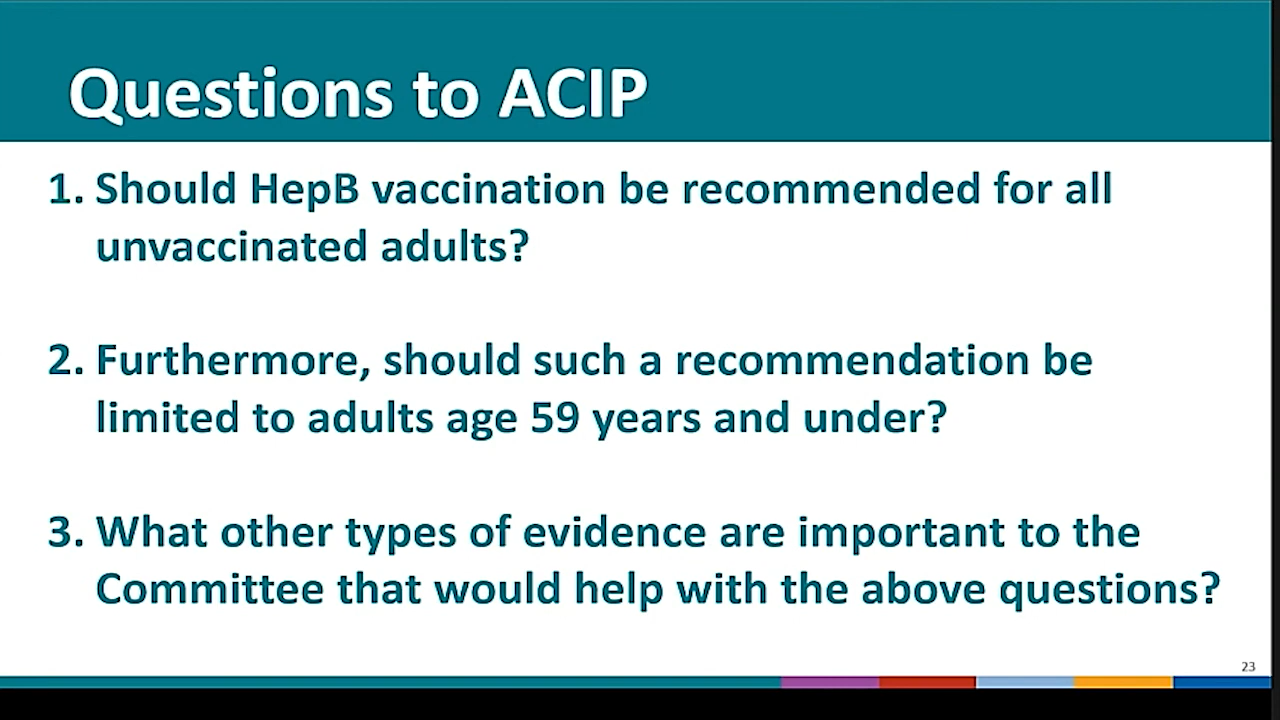 Questions to ACIP
1. Should HepB vaccination be recommended for all
unvaccinated adults?
2. Furthermore, should such a recommendation be
limited to adults age 59 years and under?
3. What other types of evidence are important to the
Committee that would help with the above questions?
23